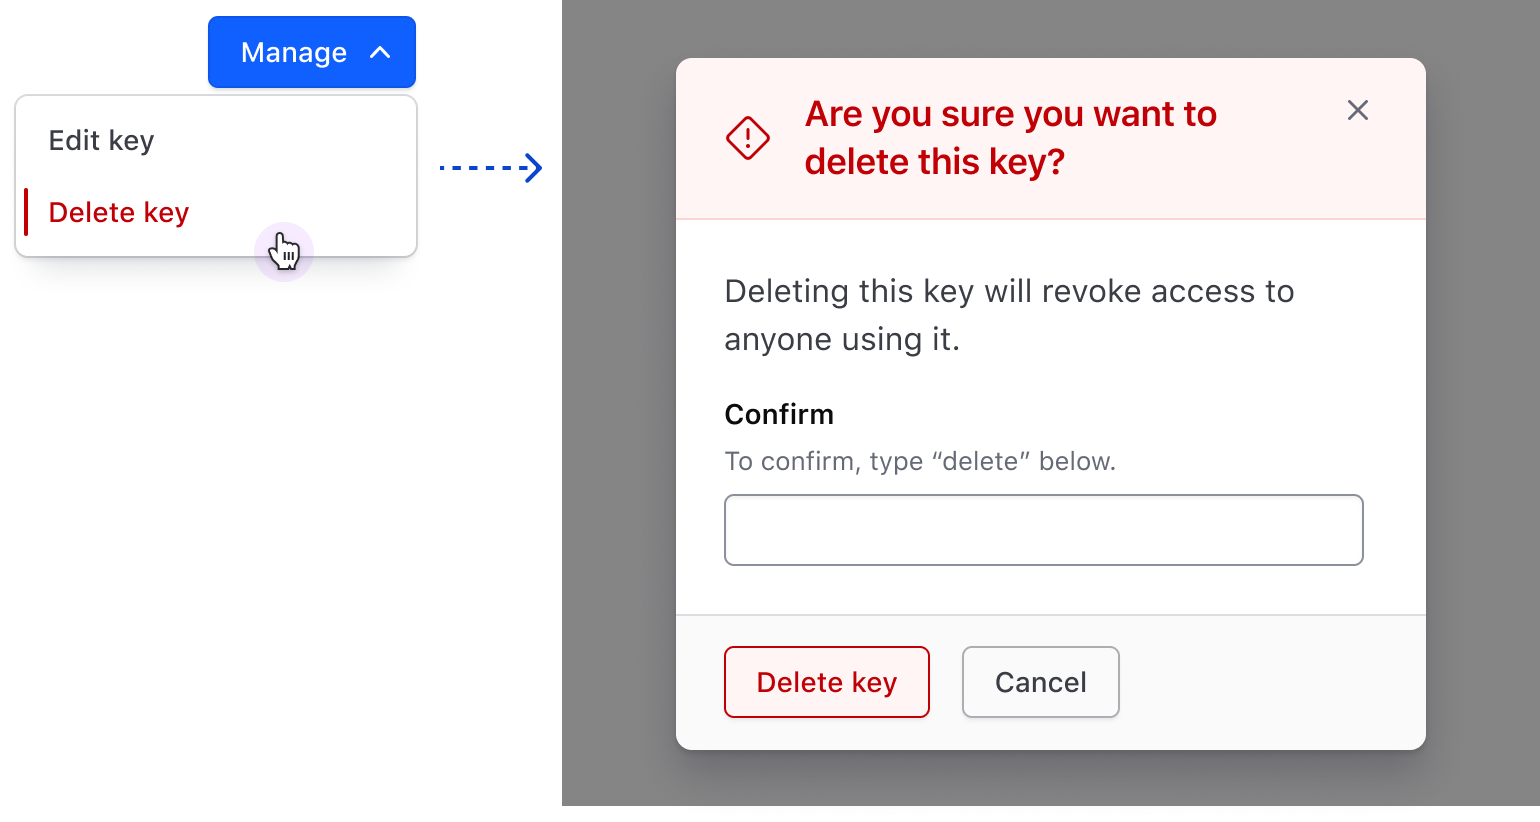 Manage
Edit key
Delete key
Are you sure you want to
delete this key?
Deleting this key will revoke access to
anyone using it.
Confirm
To confirm, type “delete” below.
Delete key
Cancel